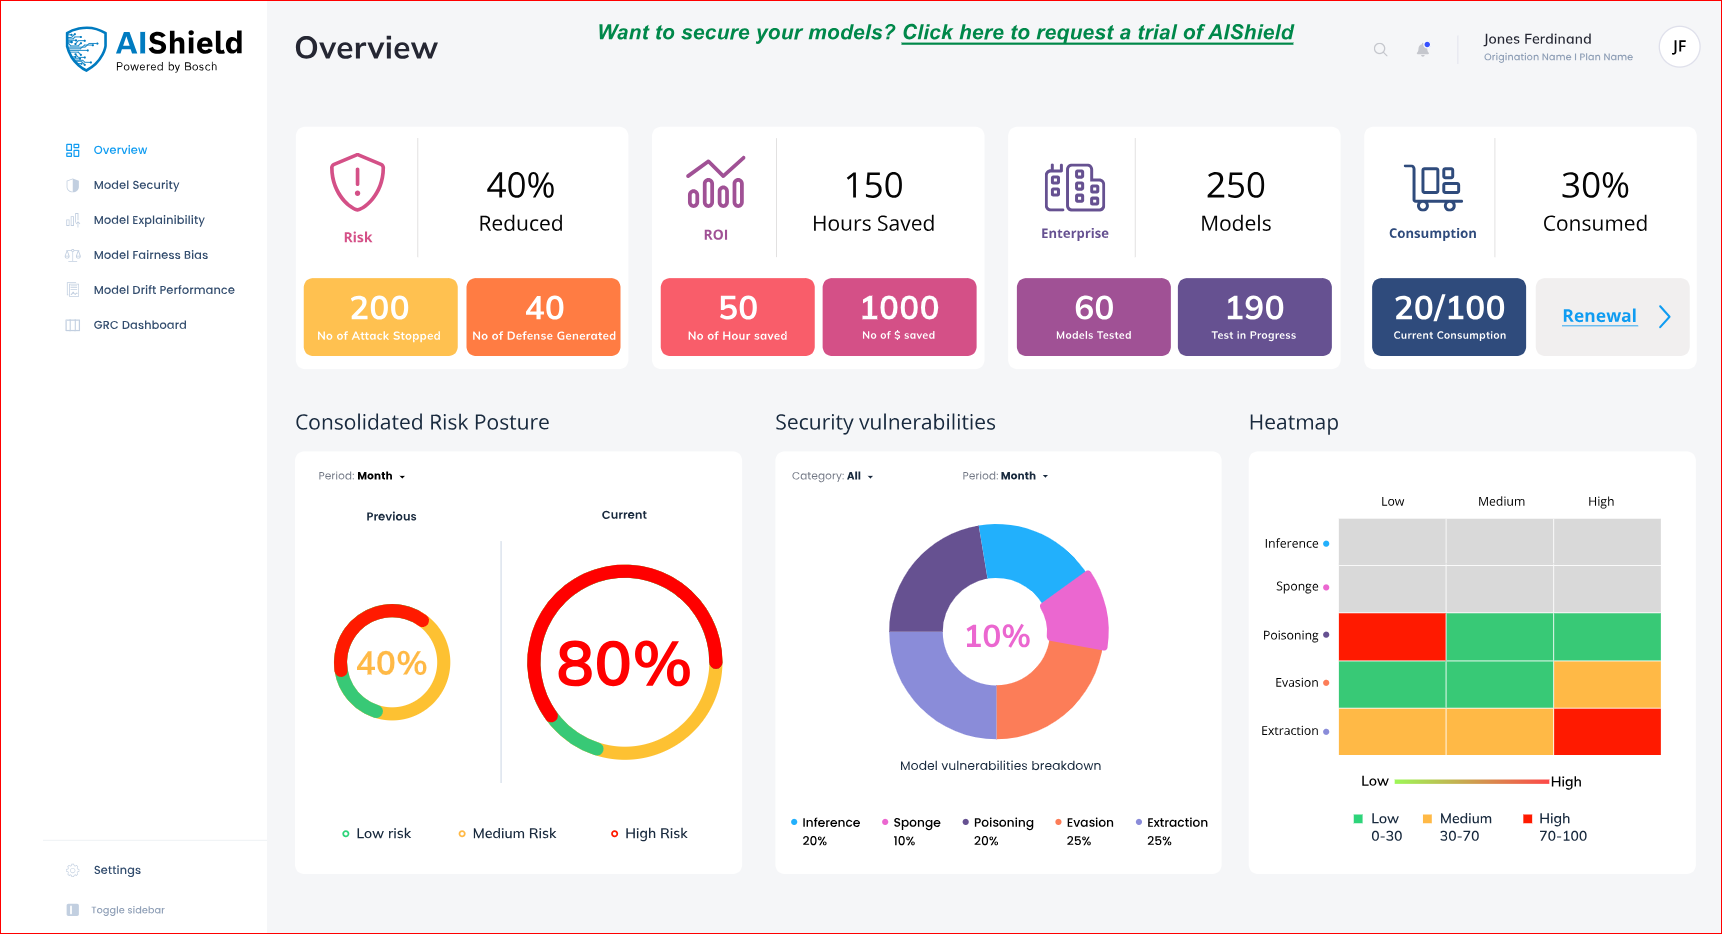 AIShield
Powered by Bosch
Overview
Want to secure your models? Click here to request a trial of AIShield
Jones Ferdinand
Origination Name I Plan Name
JF
Overview
Model Security
Model Explainibility
Model Fairness Bias
Model Drift Performance
GRC Dashboard
Settings
Toggle sidebar
Risk
40%
Reduced
200
No of Attack Stopped
40
No of Defense Generated
ROI
150
Hours Saved
50
No of Hour saved
1000
No of $ saved
Enterprise
250
Models
60
Models Tested
190
Test in Progress
Consumption
30%
Consumed
20/100
Current Consumption
Renewal
Consolidated Risk Posture
Period: Month
Previous
Current
40%
80%
Low risk
Medium Risk
High Risk
Security vulnerabilities
Category: All
Period: Month
10%
Model vulnerabilities breakdown
Inference
20%
Sponge
10%
Poisoning
20%
Evasion
25%
Extraction
25%
Heatmap
Low
Medium
High
Inference
Sponge
Poisoning
Evasion
Extraction
Low
High
Low
0-30
Medium
30-70
High
70-100